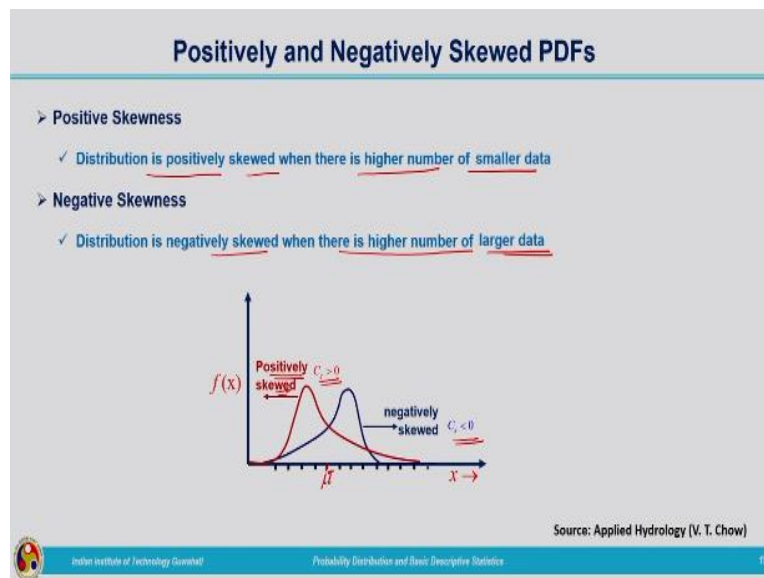 Positively and Negatively Skewed PDFs
➢ Positive Skewness
✓ Distribution is positively skewed when there is higher number of smaller data
➢ Negative Skewness
✓ Distribution is negatively skewed when there is higher number of larger data
Positively C_s > 0
f(x) skewed
negatively
skewed C_s < 0
μ x →
Source: Applied Hydrology (V. T. Chow)
Indian Institute of Technology Guwahati Probability Distribution and Basic Descriptive Statistics